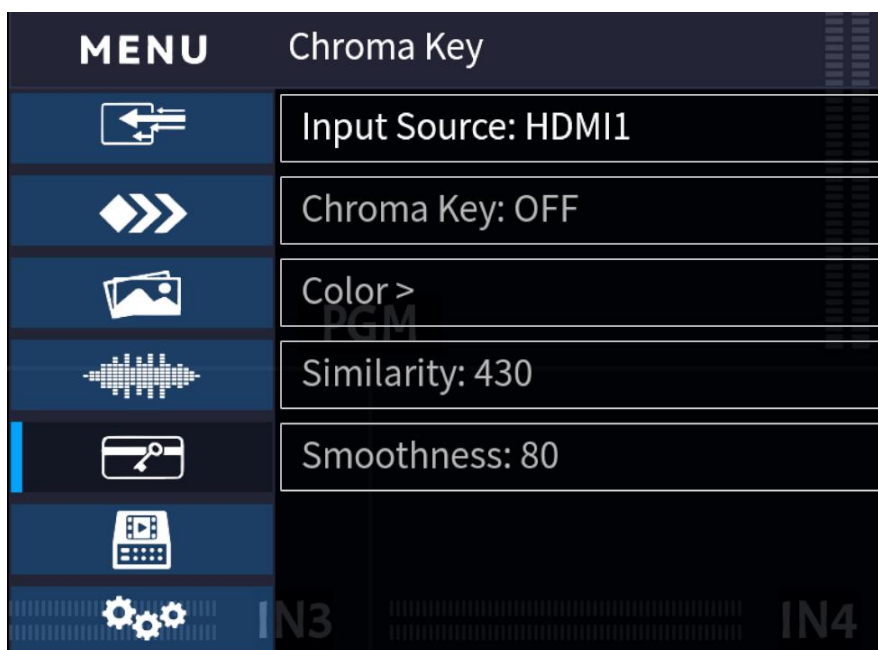 MENU Chroma Key
Input Source: HDMI1
Chroma Key: OFF
Color >
PGM
Similarity: 430
Smoothness: 80
IN3 IN4